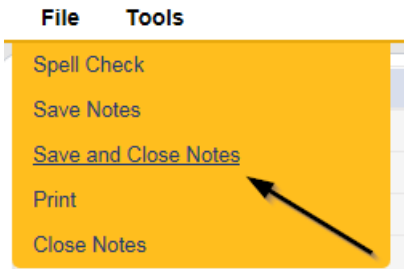 File Tools
Spell Check
Save Notes
Save and Close Notes
Print
Close Notes